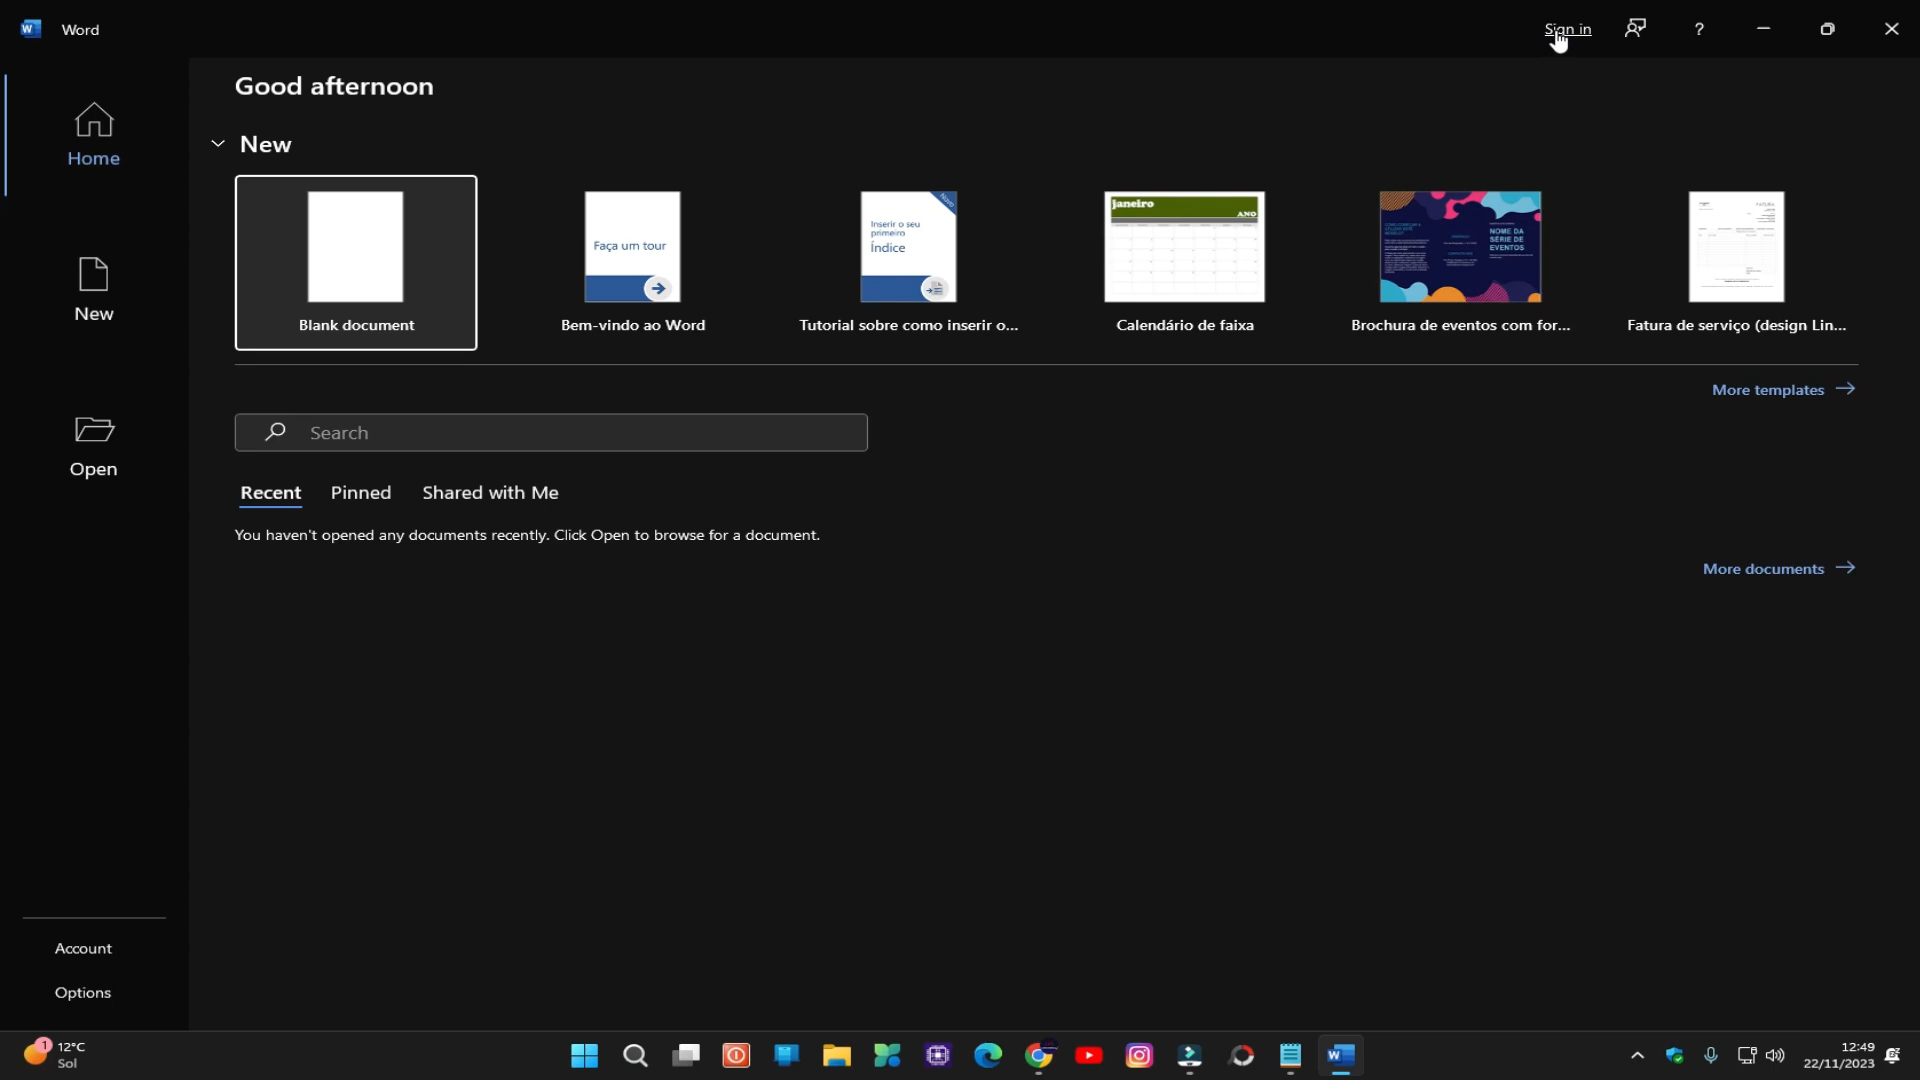 Word
Sign in
?
Good afternoon
Home
New
New
Open
Faça um tour
Novo
Inserir o seu
primeiro
Índice
janeiro
ANO
NOME DA
SÉRIE DE
EVENTOS
FATURA
Blank document
Bem-vindo ao Word
Tutorial sobre como inserir o...
Calendário de faixa
Brochura de eventos com for...
Fatura de serviço (design Lin...
More templates
Search
Recent Pinned Shared with Me
You haven't opened any documents recently. Click Open to browse for a document.
More documents
Account
Options
1
12°C
Sol
W
12:49
22/11/2023